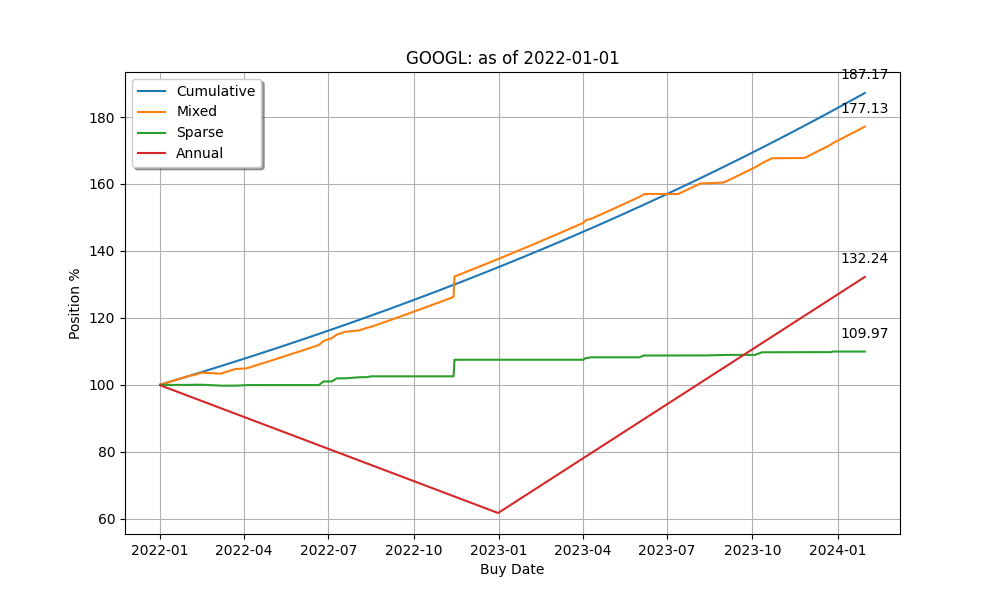 GOOGL: as of 2022-01-01
Cumulative
Mixed
Sparse
Annual
187.17
177.13
132.24
109.97
180
160
140
120
100
80
60
Position %
2022-01 2022-04 2022-07 2022-10 2023-01 2023-04 2023-07 2023-10 2024-01
Buy Date